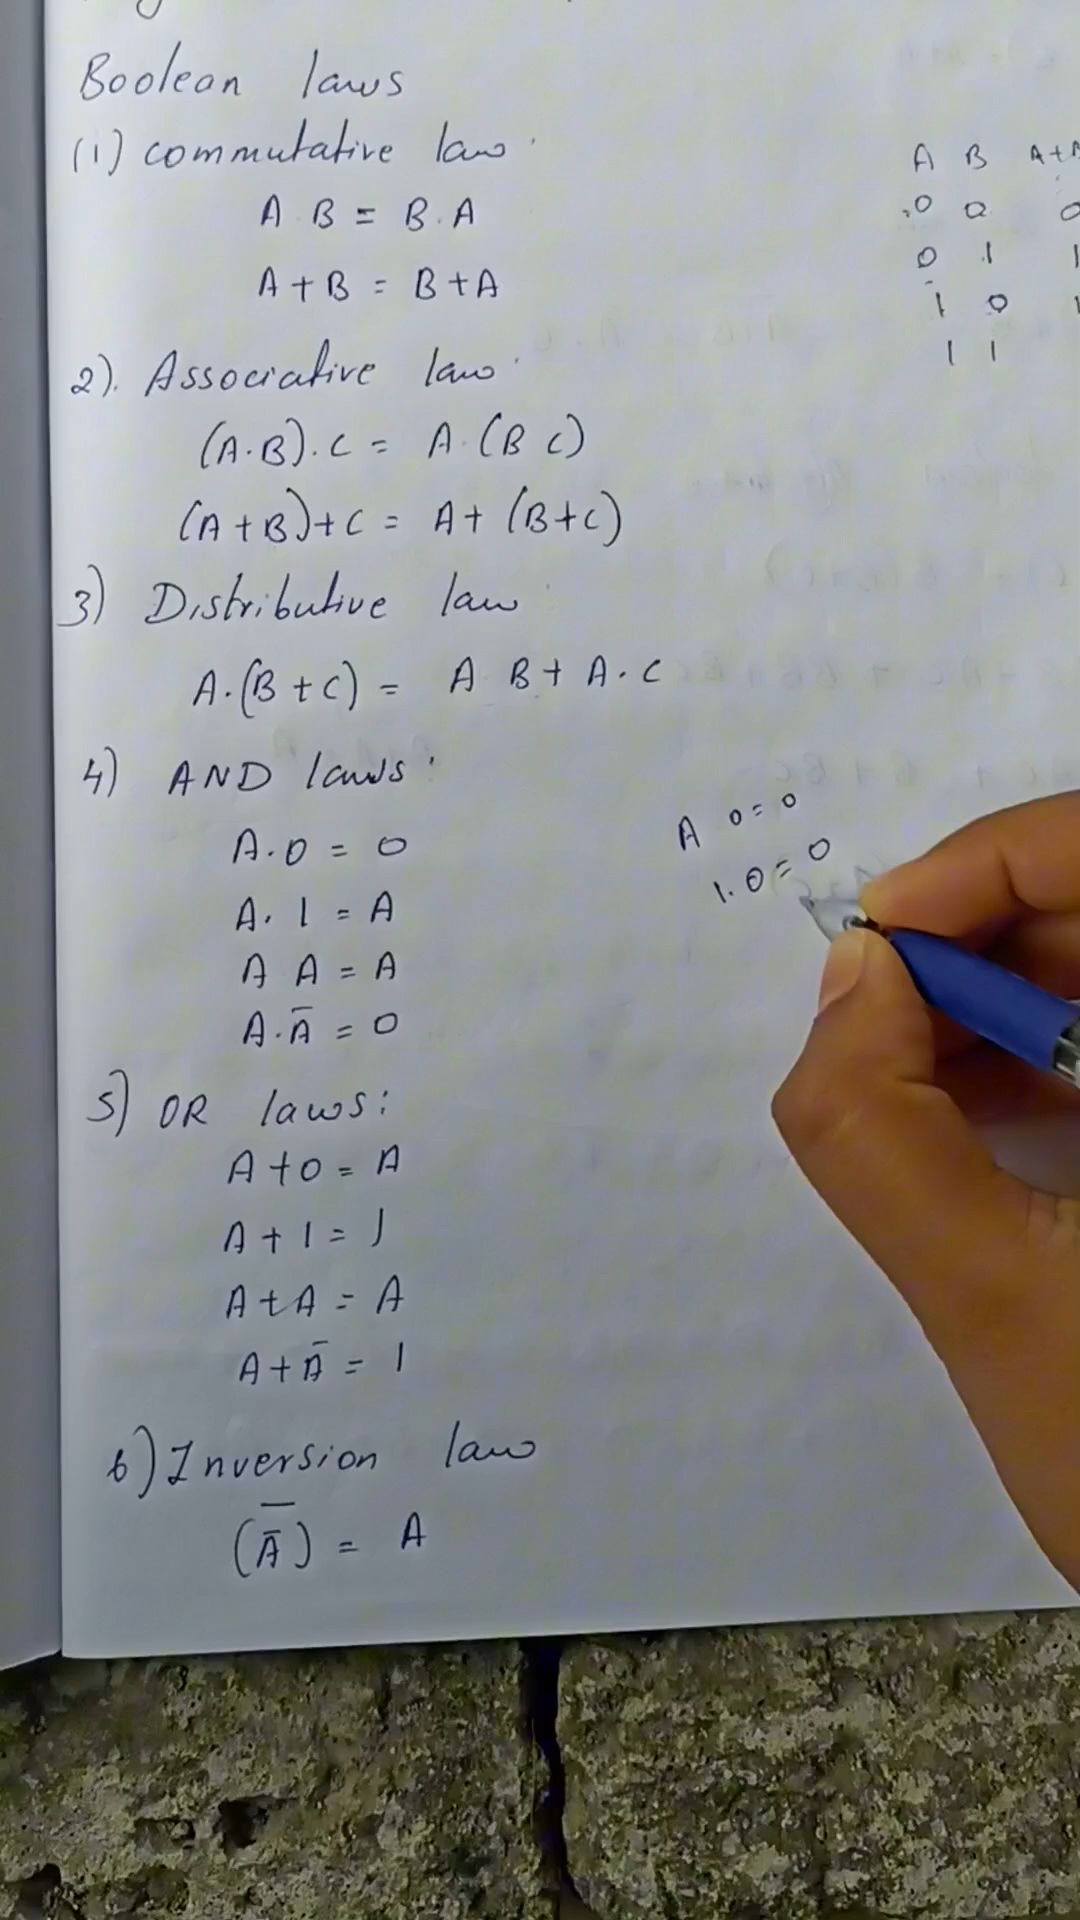 Boolean laws
(1) commutative law
A B = B.A
A+B = B+A
2). Associative law
(A.B).C = A.(B C)
(A+B)+C = A+(B+C)
3) Distributive law
A.(B+C) = A B+ A.C
4) AND laws:
A.0 = 0
A.1 = A
A A = A
A.Ā = 0
5) OR laws:
A+0 = A
A+1 = 1
A+A = A
A+Ā = 1
6) Inversion law
(A̿) = A
A B A+B
0 0 0
0 1 1
1 0 1
1 1
A 0=0
1.0=0